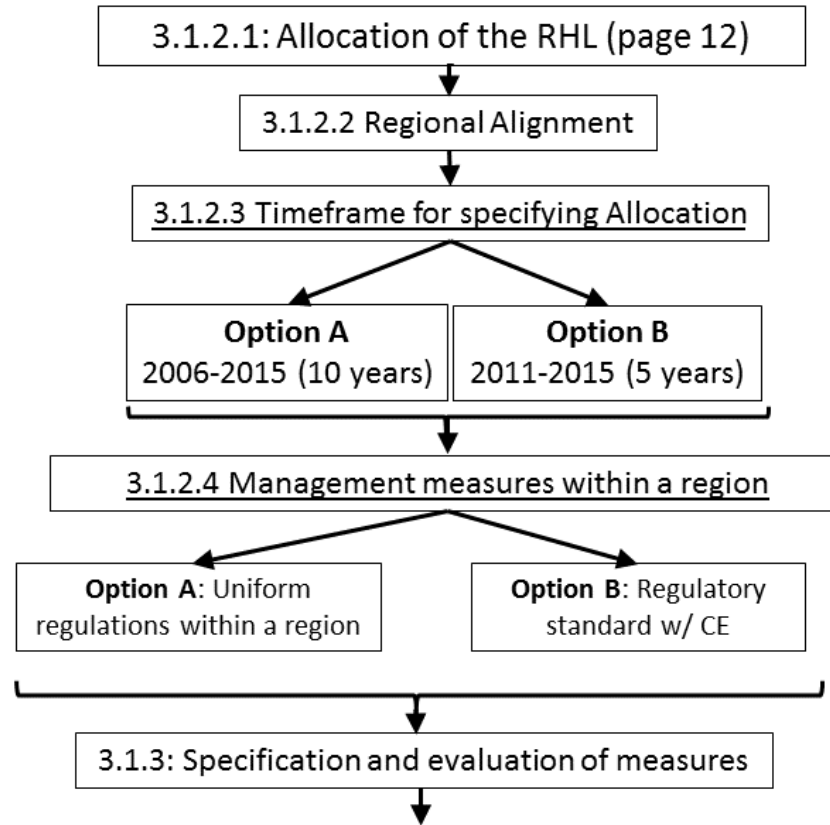 3.1.2.1: Allocation of the RHL (page 12)
3.1.2.2 Regional Alignment
3.1.2.3 Timeframe for specifying Allocation
Option A
2006-2015 (10 years)
Option B
2011-2015 (5 years)
3.1.2.4 Management measures within a region
Option A: Uniform
regulations within a region
Option B: Regulatory
standard w/ CE
3.1.3: Specification and evaluation of measures